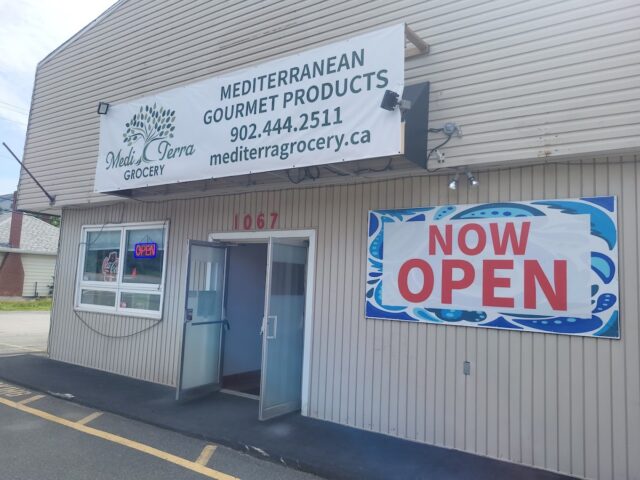 MEDITERRANEAN
GOURMET PRODUCTS
902.444.2511
mediterragrocery.ca
Medi Terra
GROCERY
1067
OPEN
NOW
OPEN